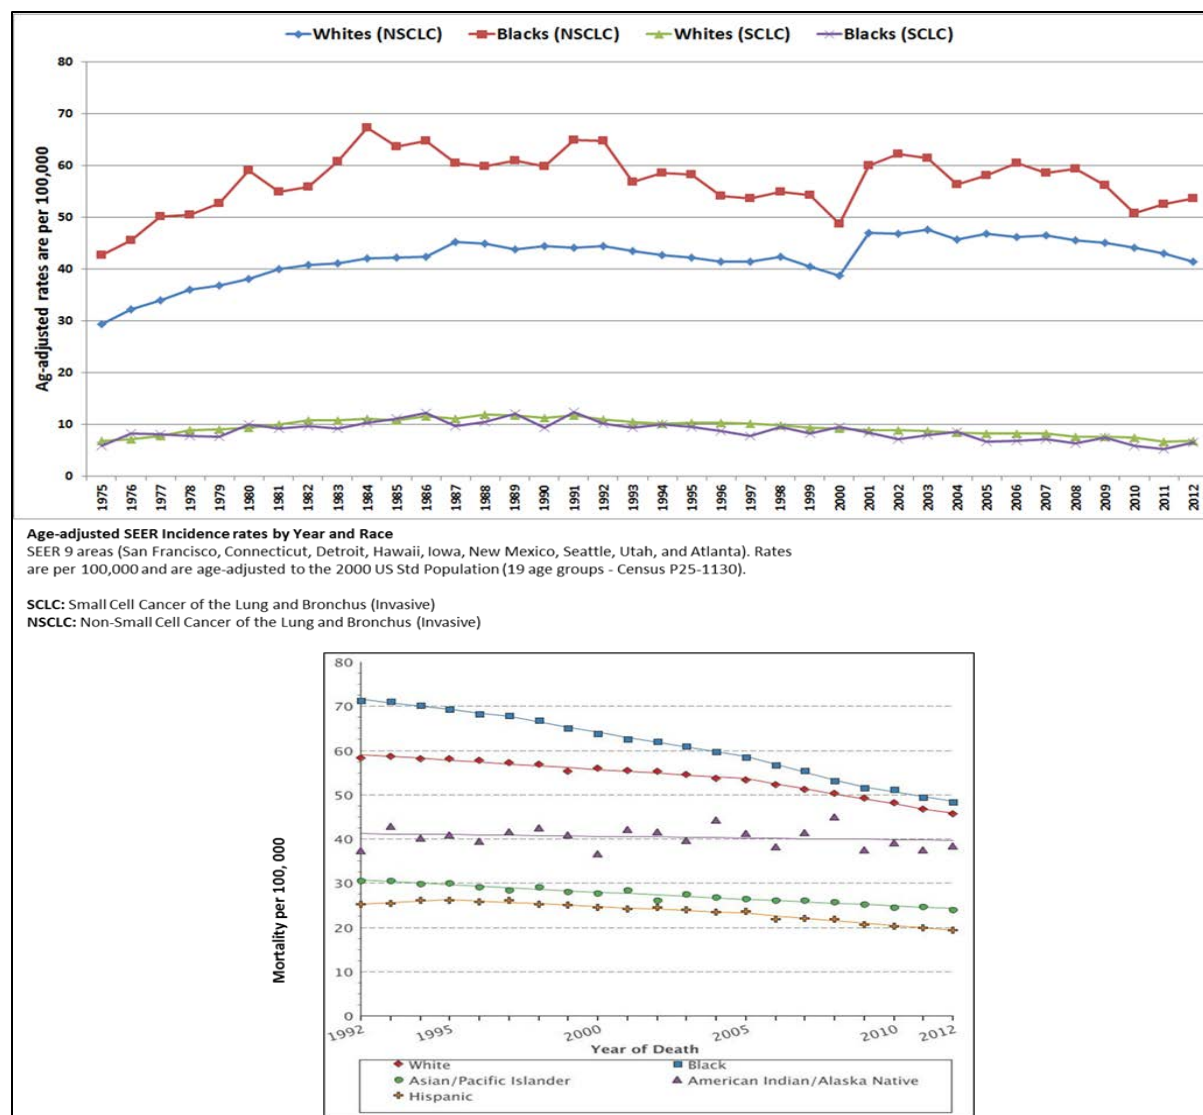 Whites (NSCLC) Blacks (NSCLC) Whites (SCLC) Blacks (SCLC)
Ag-adjusted rates are per 100,000
80
70
60
50
40
30
20
10
0
1975 1976 1977 1978 1979 1980 1981 1982 1983 1984 1985 1986 1987 1988 1989 1990 1991 1992 1993 1994 1995 1996 1997 1998 1999 2000 2001 2002 2003 2004 2005 2006 2007 2008 2009 2010 2011 2012
Age-adjusted SEER Incidence rates by Year and Race
SEER 9 areas (San Francisco, Connecticut, Detroit, Hawaii, Iowa, New Mexico, Seattle, Utah, and Atlanta). Rates
are per 100,000 and are age-adjusted to the 2000 US Std Population (19 age groups - Census P25-1130).
SCLC: Small Cell Cancer of the Lung and Bronchus (Invasive)
NSCLC: Non-Small Cell Cancer of the Lung and Bronchus (Invasive)
Mortality per 100, 000
80
70
60
50
40
30
20
10
0
1992 1995 2000 2005 2010 2012
Year of Death
White Black
Asian/Pacific Islander American Indian/Alaska Native
Hispanic